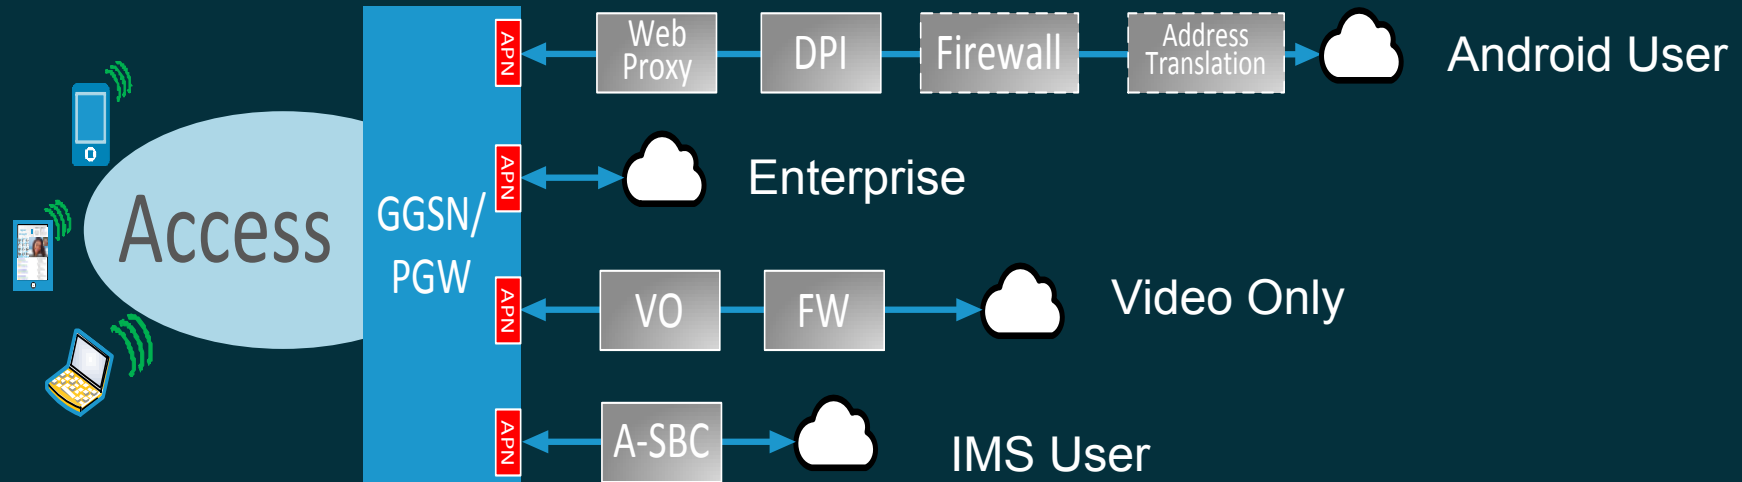 Access
GGSN/
PGW
APN
Web
Proxy
DPI
Firewall
Address
Translation
Android User
APN
Enterprise
APN
VO
FW
Video Only
APN
A-SBC
IMS User